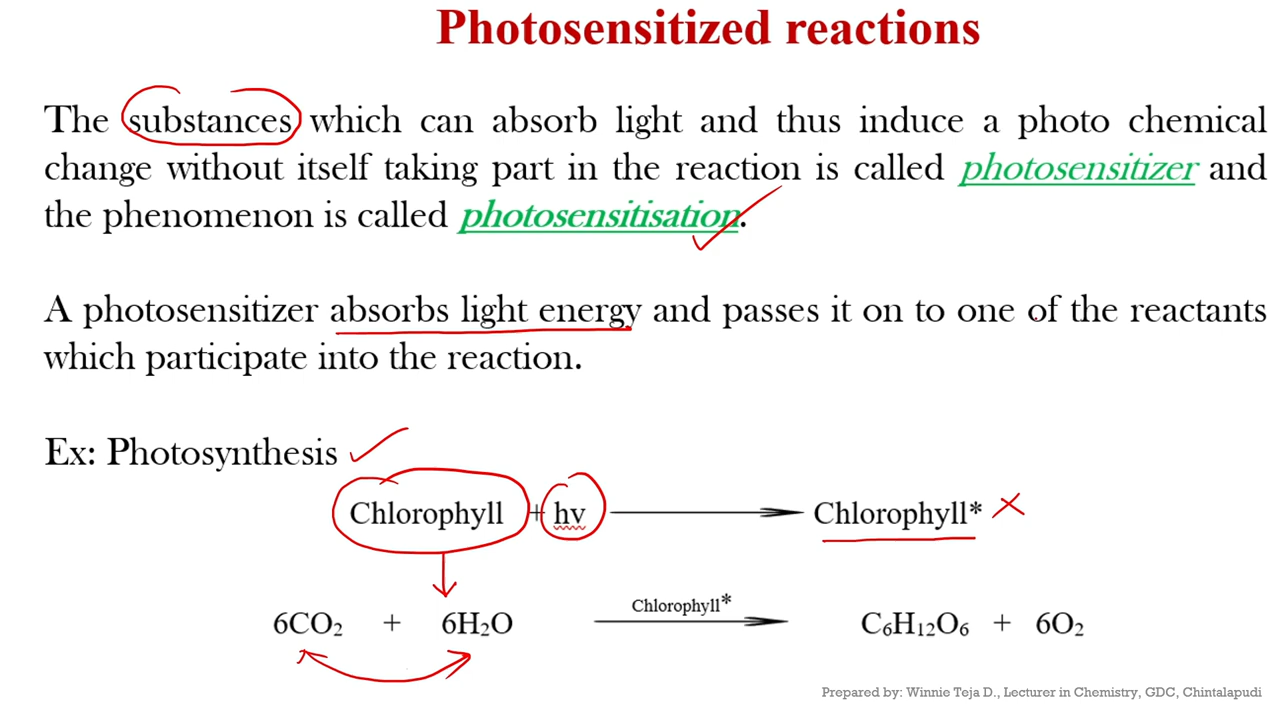 Photosensitized reactions
The substances which can absorb light and thus induce a photo chemical
change without itself taking part in the reaction is called photosensitizer and
the phenomenon is called photosensitisation.
A photosensitizer absorbs light energy and passes it on to one of the reactants
which participate into the reaction.
Ex: Photosynthesis
Chlorophyll + hv → Chlorophyll*
Chlorophyll*
6CO₂ + 6H₂O → C₆H₁₂O₆ + 6O₂
Prepared by: Winnie Teja D., Lecturer in Chemistry, GDC, Chintalapudi